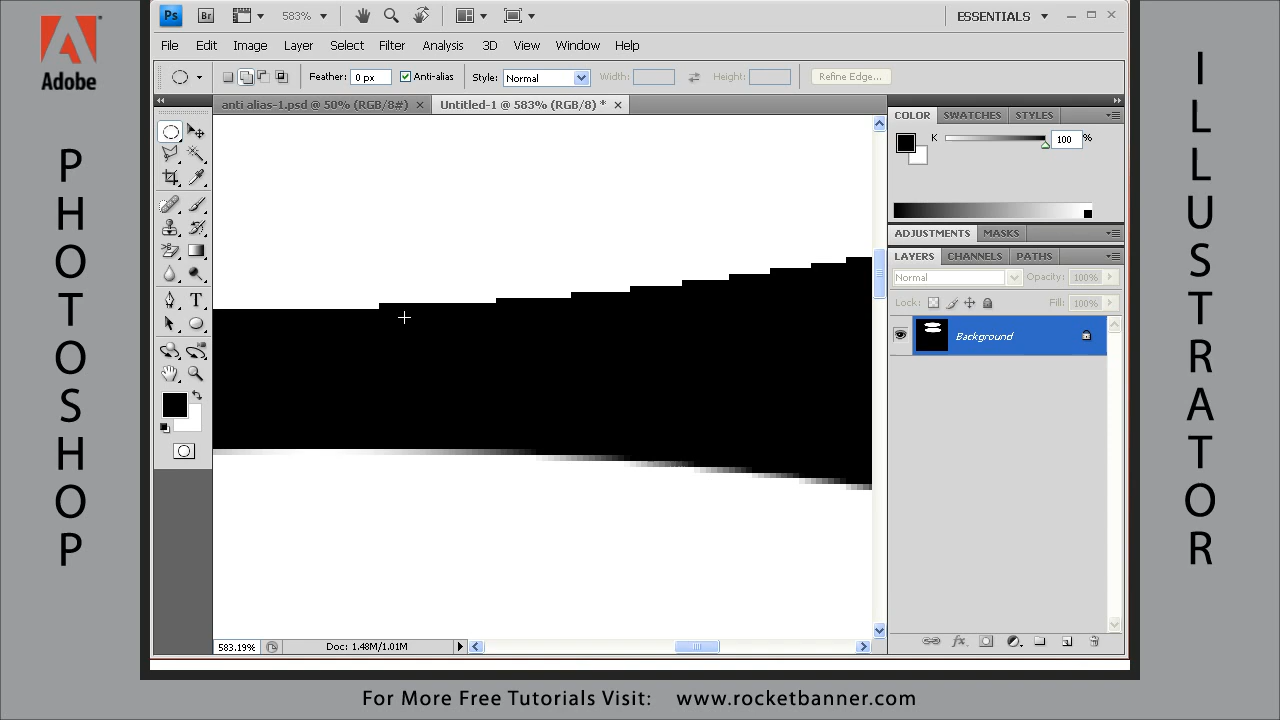 Adobe
PHOTOSHOP
Ps
Br
583%
ESSENTIALS
File Edit Image Layer Select Filter Analysis 3D View Window Help
Feather: 0 px Anti-alias Style: Normal Width: Height: Refine Edge...
anti alias-1.psd @ 50% (RGB/8#) Untitled-1 @ 583% (RGB/8) *
COLOR SWATCHES STYLES
K 100 %
ADJUSTMENTS MASKS
LAYERS CHANNELS PATHS
Normal Opacity: 100%
Lock: Fill: 100%
Background
T
fx
583.19% Doc: 1.48M/1.01M
ILLUSTRATOR
For More Free Tutorials Visit: www.rocketbanner.com